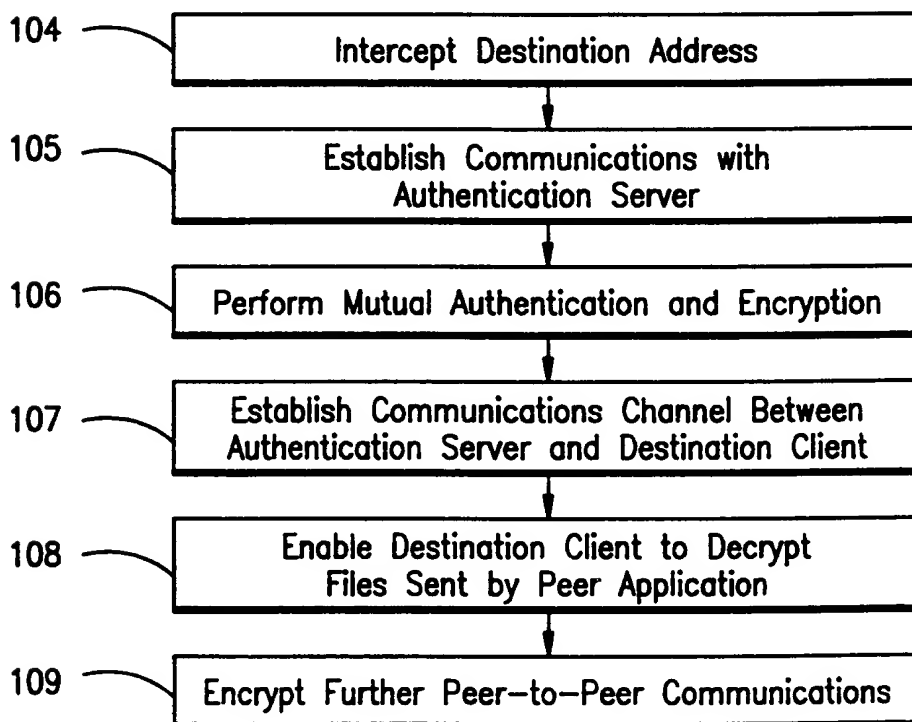 104
Intercept Destination Address
105
Establish Communications with
Authentication Server
106
Perform Mutual Authentication and Encryption
107
Establish Communications Channel Between
Authentication Server and Destination Client
108
Enable Destination Client to Decrypt
Files Sent by Peer Application
109
Encrypt Further Peer-to-Peer Communications